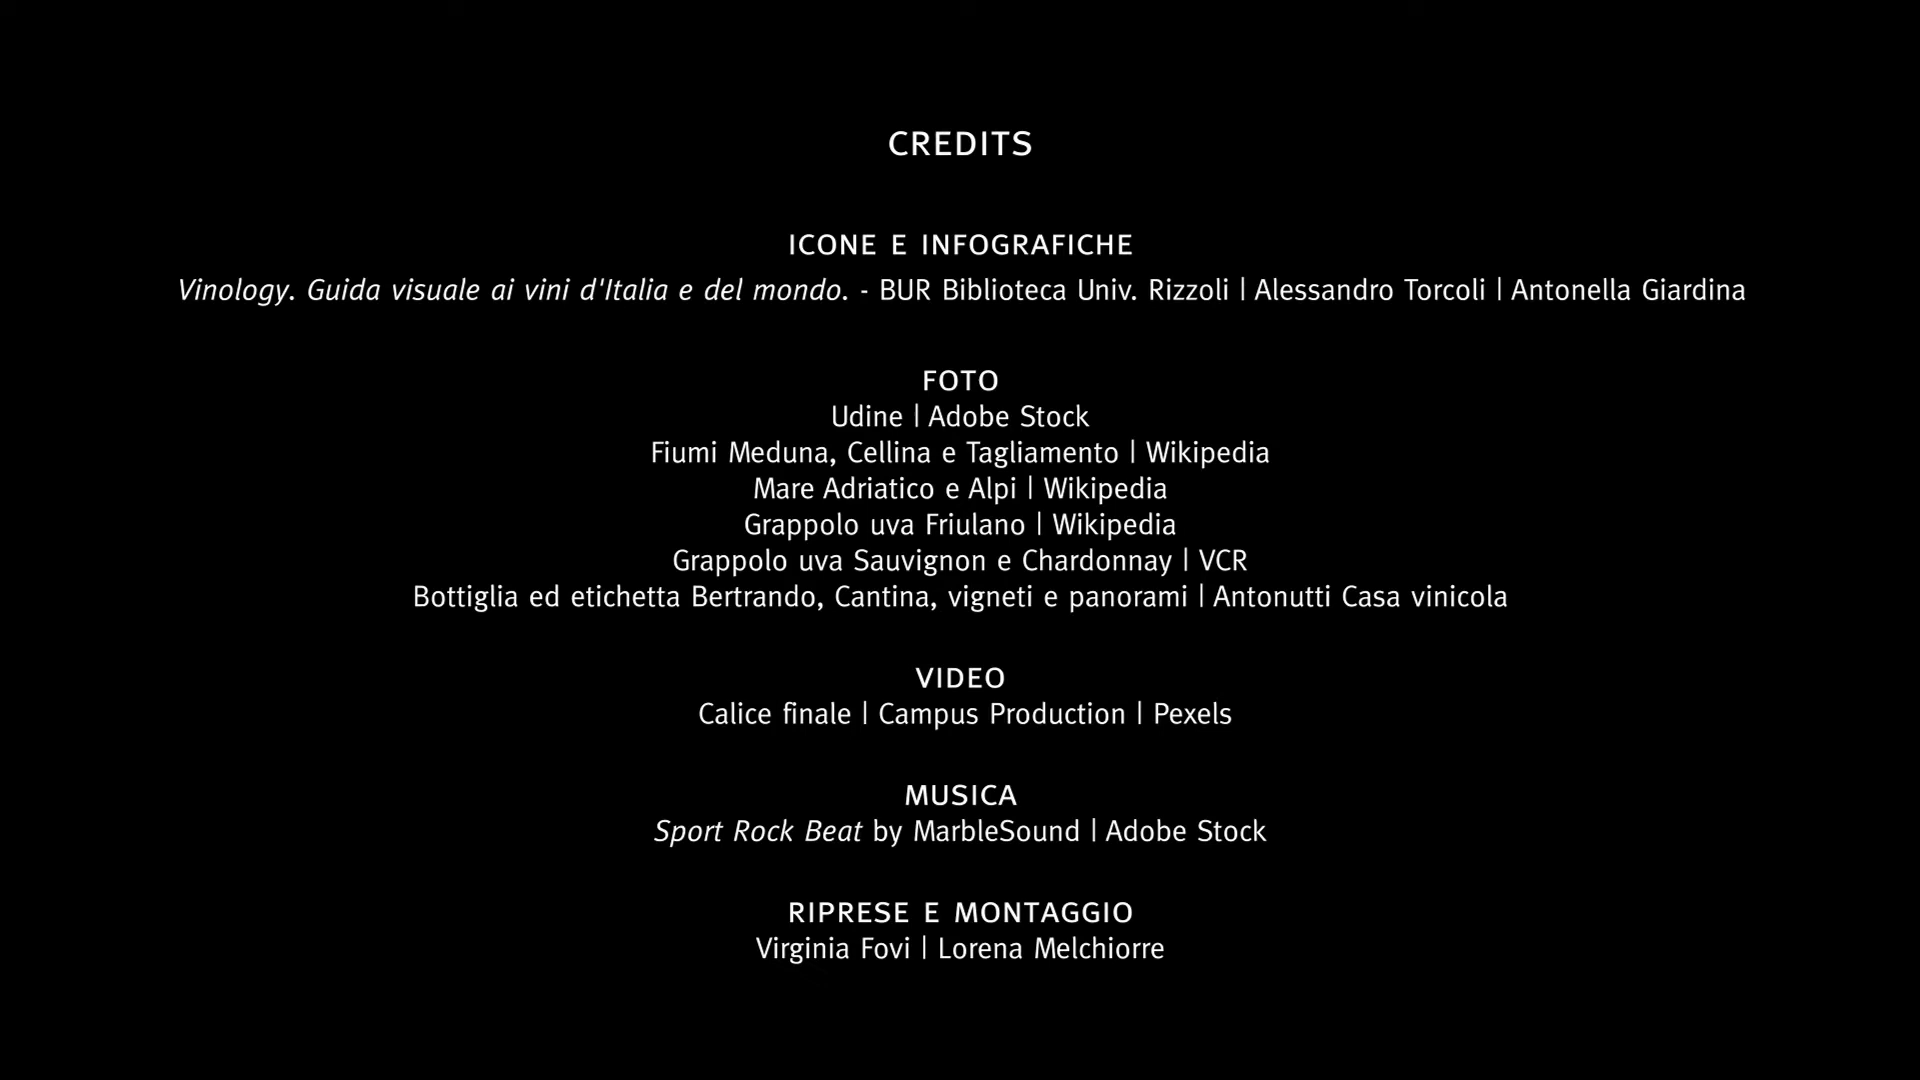 CREDITS
ICONE E INFOGRAFICHE
Vinology. Guida visuale ai vini d'Italia e del mondo. - BUR Biblioteca Univ. Rizzoli | Alessandro Torcoli | Antonella Giardina
FOTO
Udine | Adobe Stock
Fiumi Meduna, Cellina e Tagliamento | Wikipedia
Mare Adriatico e Alpi | Wikipedia
Grappolo uva Friulano | Wikipedia
Grappolo uva Sauvignon e Chardonnay | VCR
Bottiglia ed etichetta Bertrando, Cantina, vigneti e panorami | Antonutti Casa vinicola
VIDEO
Calice finale | Campus Production | Pexels
MUSICA
Sport Rock Beat by MarbleSound | Adobe Stock
RIPRESE E MONTAGGIO
Virginia Fovi | Lorena Melchiorre